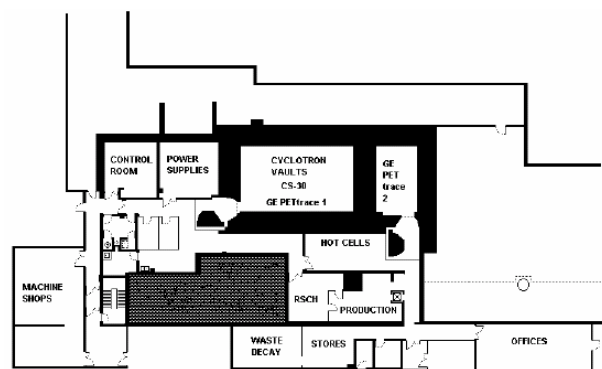 CONTROL
ROOM
POWER
SUPPLIES
CYCLOTRON
VAULTS
CS-30
GE PETtrace 1
GE
PET
trace
2
HOT CELLS
MACHINE
SHOPS
RSCH
PRODUCTION
WASTE
DECAY
STORES
OFFICES